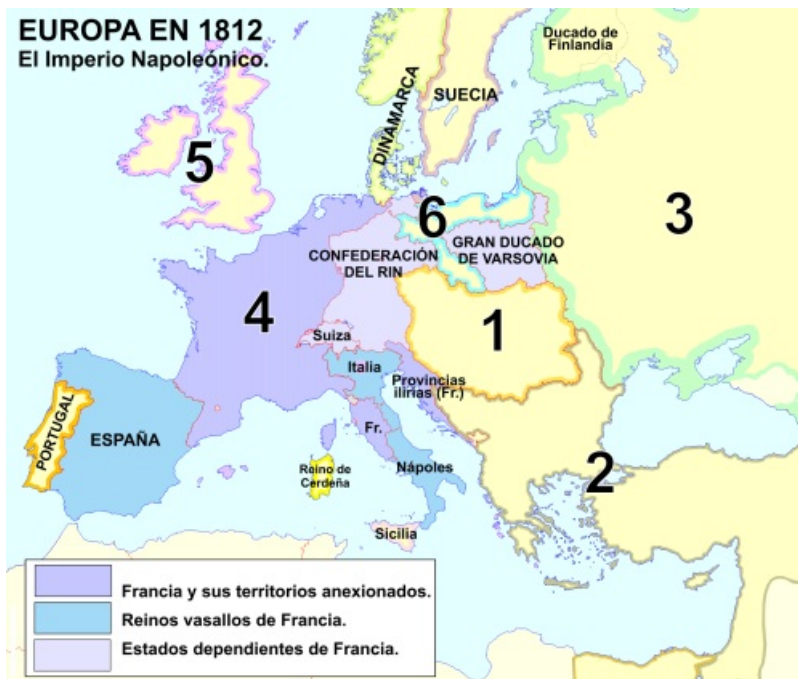 EUROPA EN 1812
El Imperio Napoleónico.
Ducado de
Finlandia
DINAMARCA
SUECIA
5
6
3
CONFEDERACIÓN
DEL RIN
GRAN DUCADO
DE VARSOVIA
4
1
Suiza
Italia
Provincias
ilirias (Fr.)
PORTUGAL
ESPAÑA
Fr.
Nápoles
Reino de
Cerdeña
2
Sicilia
Francia y sus territorios anexionados.
Reinos vasallos de Francia.
Estados dependientes de Francia.